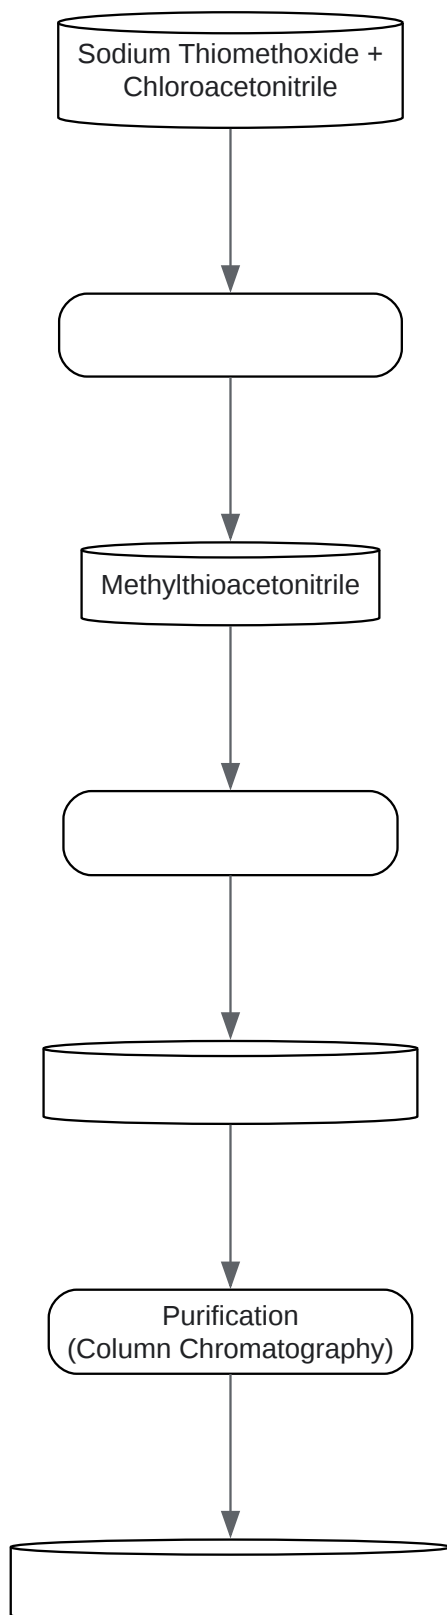 Sodium Thiomethoxide +
Chloroacetonitrile
Methylthioacetonitrile
Purification
(Column Chromatography)